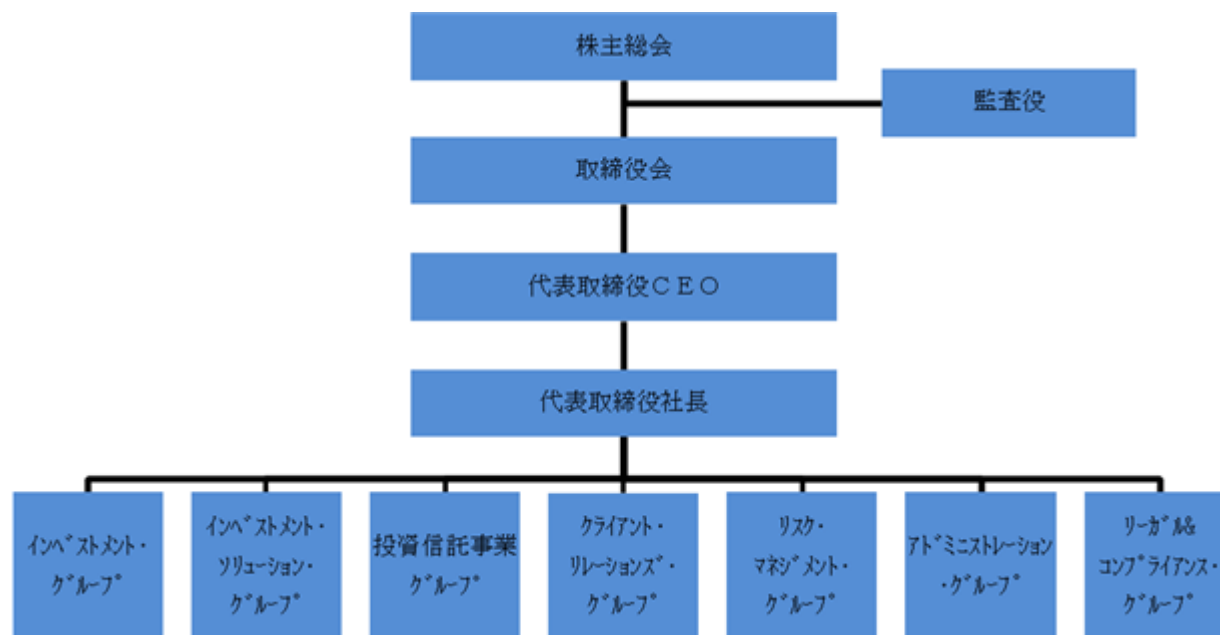 株主総会
監査役
取締役会
代表取締役ＣＥＯ
代表取締役社長
ｲﾝﾍﾞｽﾄﾒﾝﾄ・
ｸﾞﾙｰﾌﾟ
ｲﾝﾍﾞｽﾄﾒﾝﾄ・
ｿﾘｭｰｼｮﾝ・
ｸﾞﾙｰﾌﾟ
投資信託事業
ｸﾞﾙｰﾌﾟ
ｸﾗｲｱﾝﾄ・
ﾘﾚｰｼｮﾝｽﾞ・
ｸﾞﾙｰﾌﾟ
ﾘｽｸ・
ﾏﾈｼﾞﾒﾝﾄ・
ｸﾞﾙｰﾌﾟ
ｱﾄﾞﾐﾆｽﾄﾚｰｼｮﾝ
・ｸﾞﾙｰﾌﾟ
ﾘｰｶﾞﾙ&
ｺﾝﾌﾟﾗｲｱﾝｽ・
ｸﾞﾙｰﾌﾟ